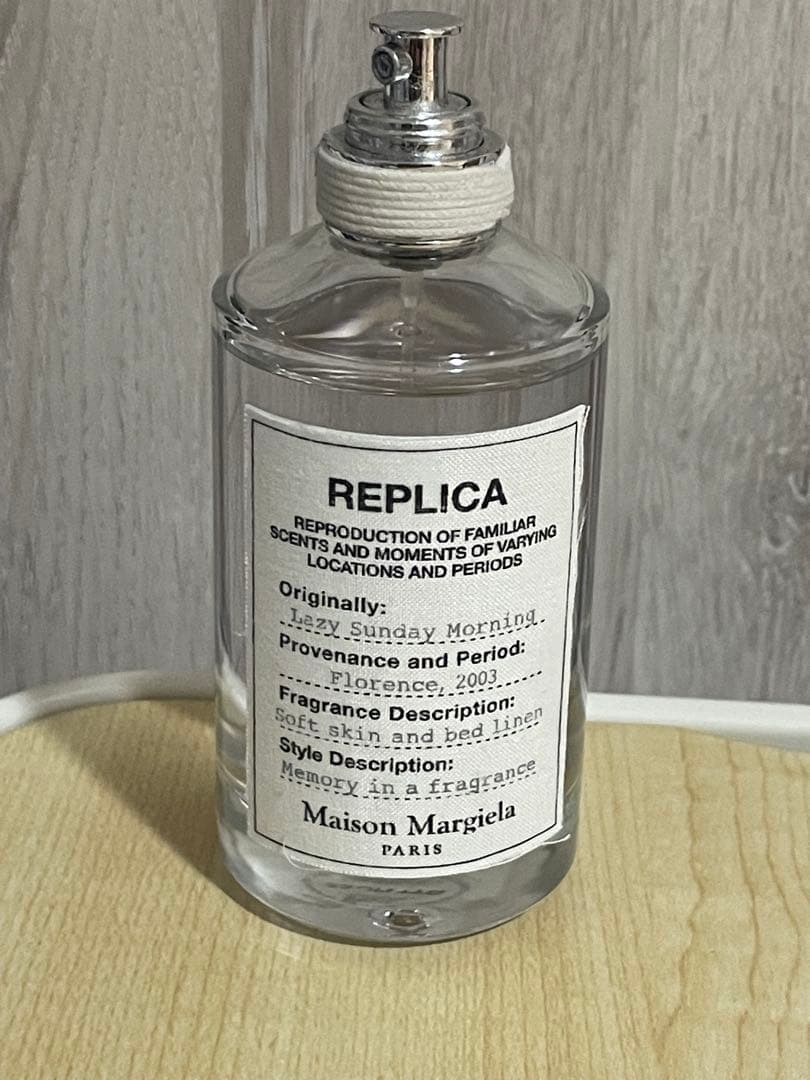 REPLICA
REPRODUCTION OF FAMILIAR
SCENTS AND MOMENTS OF VARYING
LOCATIONS AND PERIODS
Originally:
Lazy Sunday Morning
Provenance and Period:
Florence, 2003
Fragrance Description:
Soft skin and bed linen
Style Description:
Memory in a fragrance
Maison Margiela
PARIS